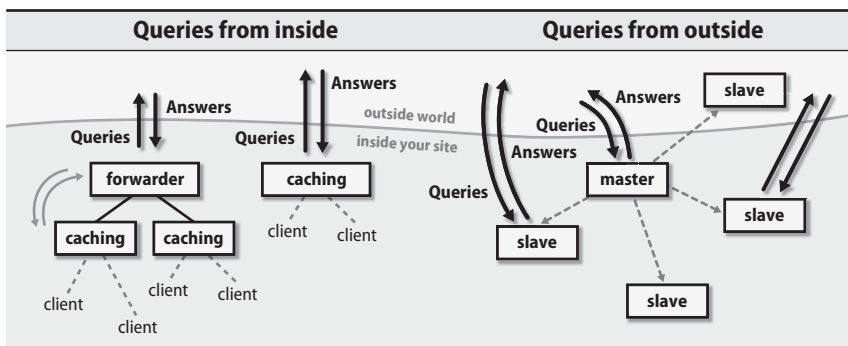 Queries from inside
Queries from outside
Answers
Queries
Answers
Queries
outside world
inside your site
Answers
Queries
Answers
Queries
slave
forwarder
caching
master
slave
slave
slave
caching
caching
client
client
client
client
client
client